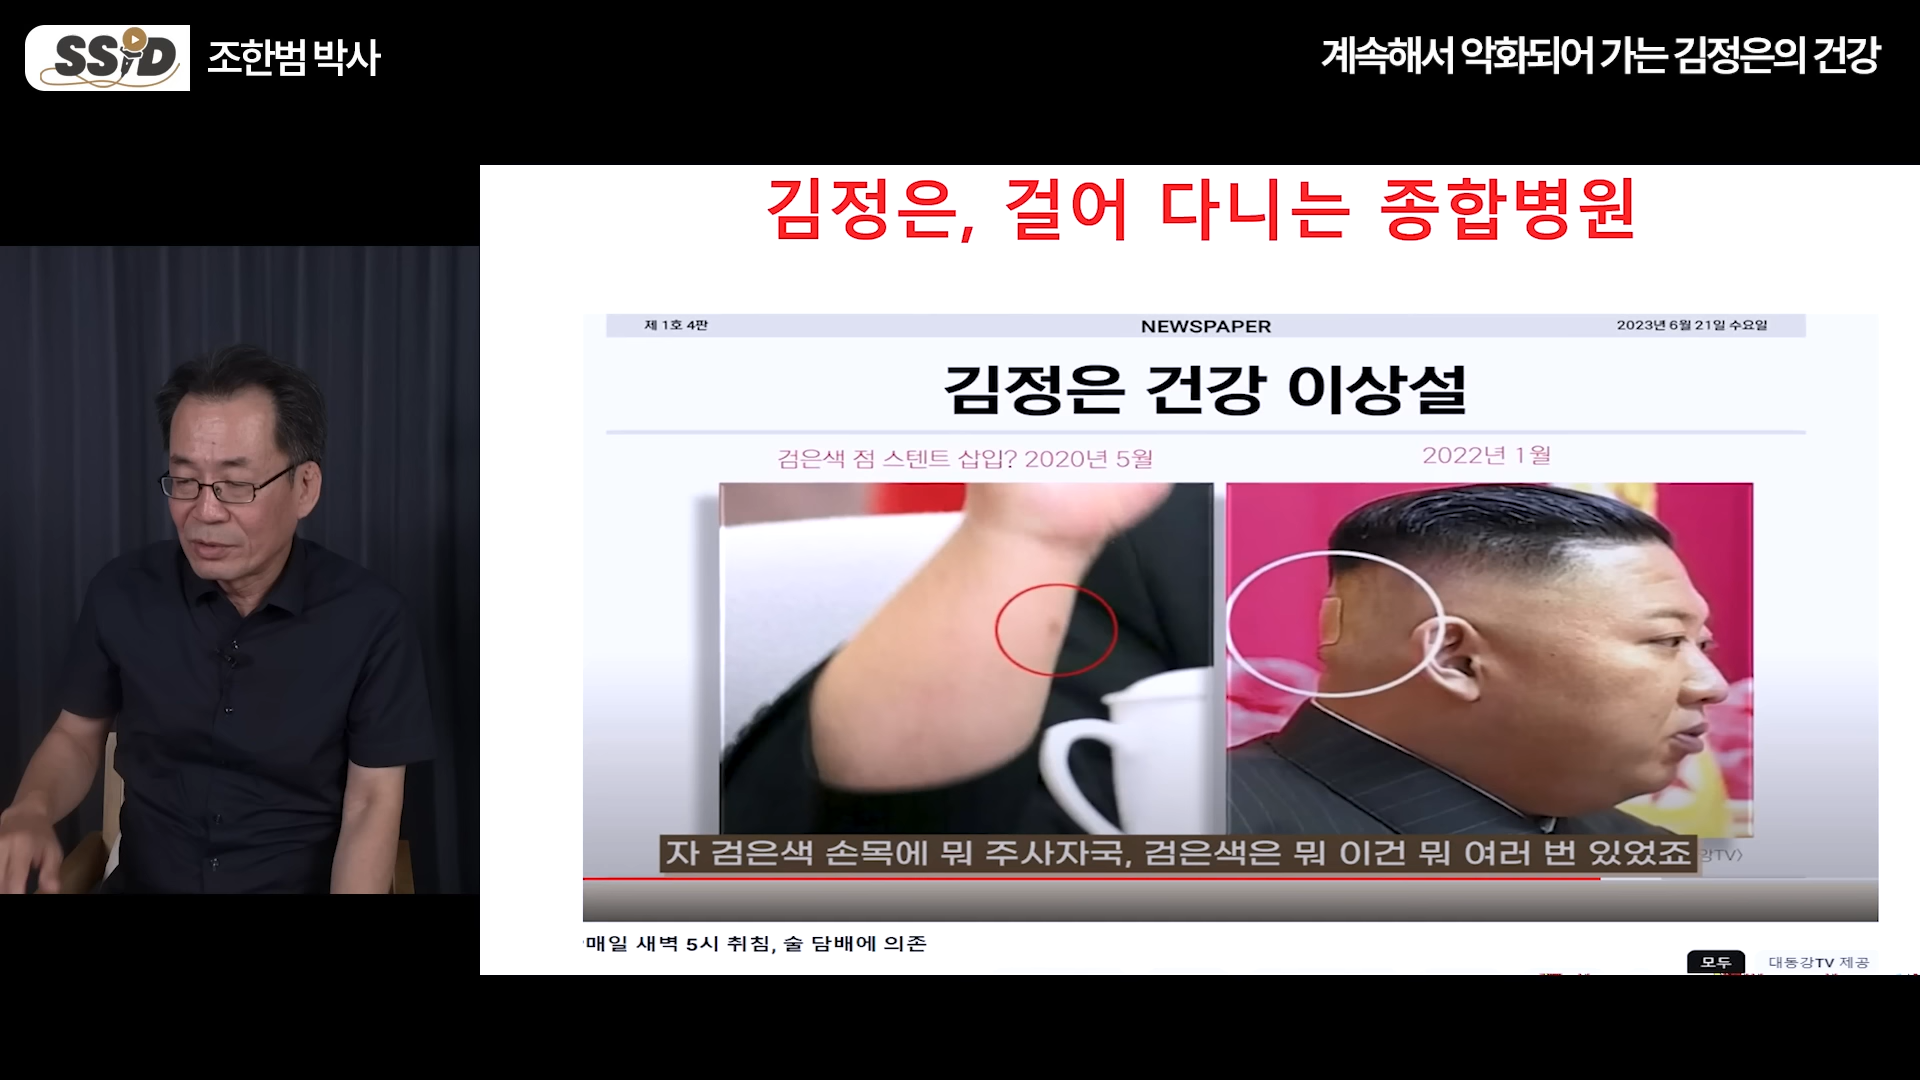 SSiD
조한범 박사
계속해서 악화되어 가는 김정은의 건강
김정은, 걸어 다니는 종합병원
제 1호 4판
NEWSPAPER
2023년 6월 21일 수요일
김정은 건강 이상설
검은색 점 스텐트 삽입? 2020년 5월
2022년 1월
자 검은색 손목에 뭐 주사자국, 검은색은 뭐 이건 뭐 여러 번 있었죠
강TV〉
매일 새벽 5시 취침, 술 담배에 의존
모두
대동강TV 제공